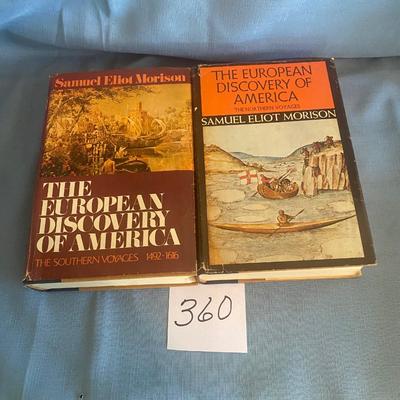 Samuel Eliot Morison
THE
EUROPEAN
DISCOVERY
OF AMERICA
THE SOUTHERN VOYAGES 1492-1616
THE EUROPEAN
DISCOVERY OF
AMERICA
THE NORTHERN VOYAGES
SAMUEL ELIOT MORISON
360